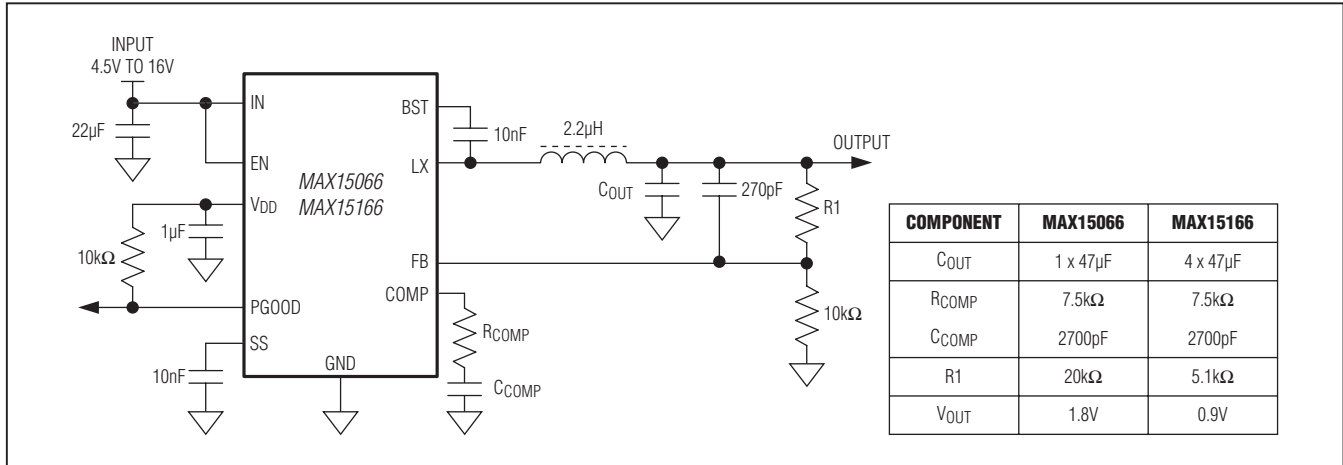 INPUT
4.5V TO 16V
IN
BST
22µF
10nF
2.2µH
OUTPUT
EN
LX
MAX15066
MAX15166
COUT
270pF
R1
VDD
1µF
10kΩ
FB
COMP
PGOOD
10kΩ
RCOMP
SS
GND
10nF
CCOMP
COMPONENT MAX15066 MAX15166
COUT 1 x 47µF 4 x 47µF
RCOMP 7.5kΩ 7.5kΩ
CCOMP 2700pF 2700pF
R1 20kΩ 5.1kΩ
VOUT 1.8V 0.9V